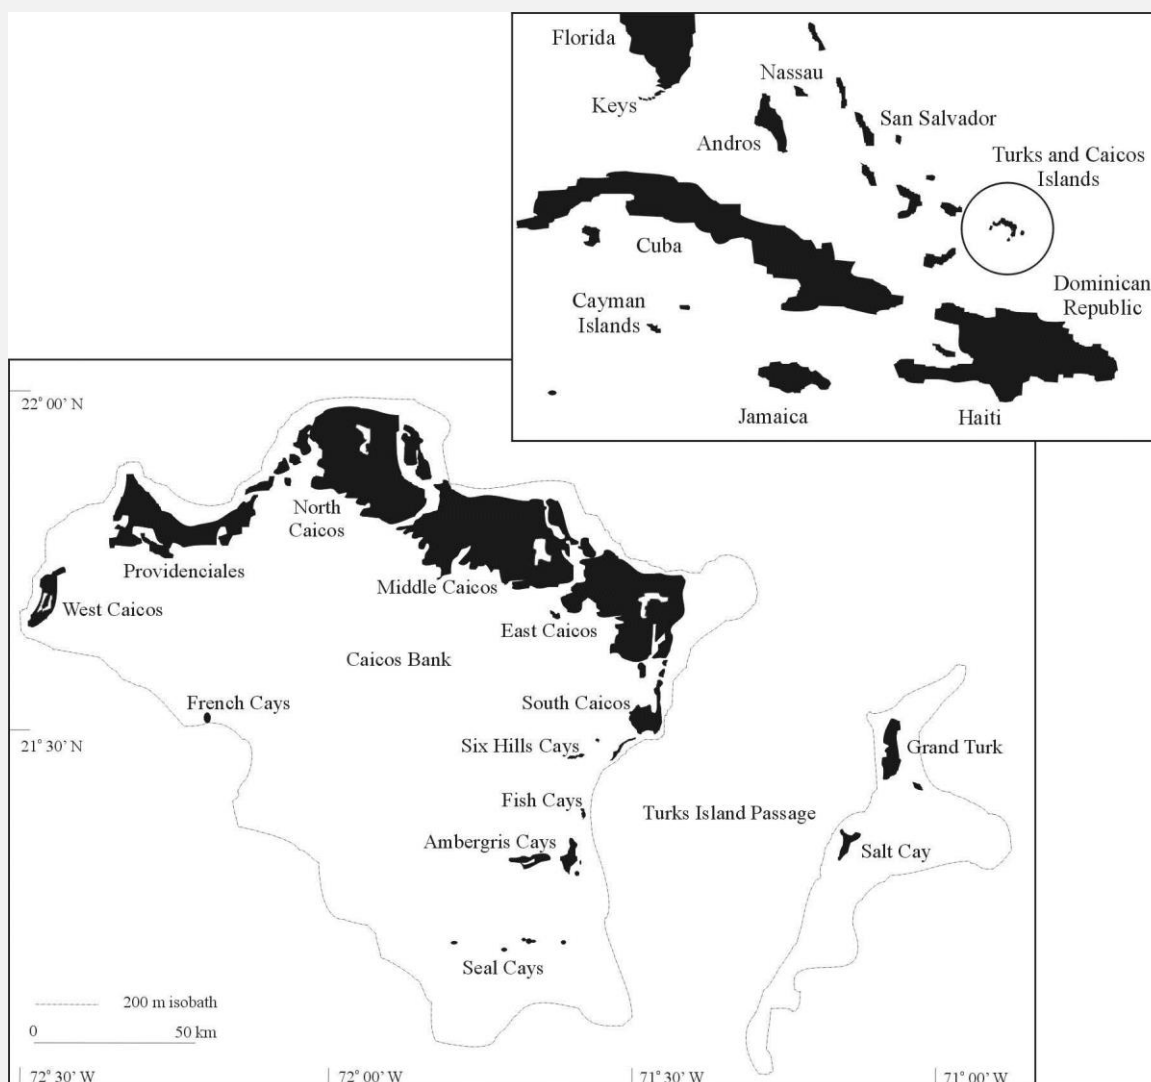 Florida
Nassau
Keys
San Salvador
Andros
Turks and Caicos
Islands
Cuba
Dominican
Republic
Cayman
Islands
Jamaica
Haiti
22°00' N
North
Caicos
Providenciales
Middle Caicos
West Caicos
East Caicos
Caicos Bank
French Cays
South Caicos
21°30' N
Six Hills Cays
Grand Turk
Fish Cays
Turks Island Passage
Ambergris Cays
Salt Cay
Seal Cays
200 m isobath
0 50 km
72°30' W 72°00' W 71°30' W 71°00' W